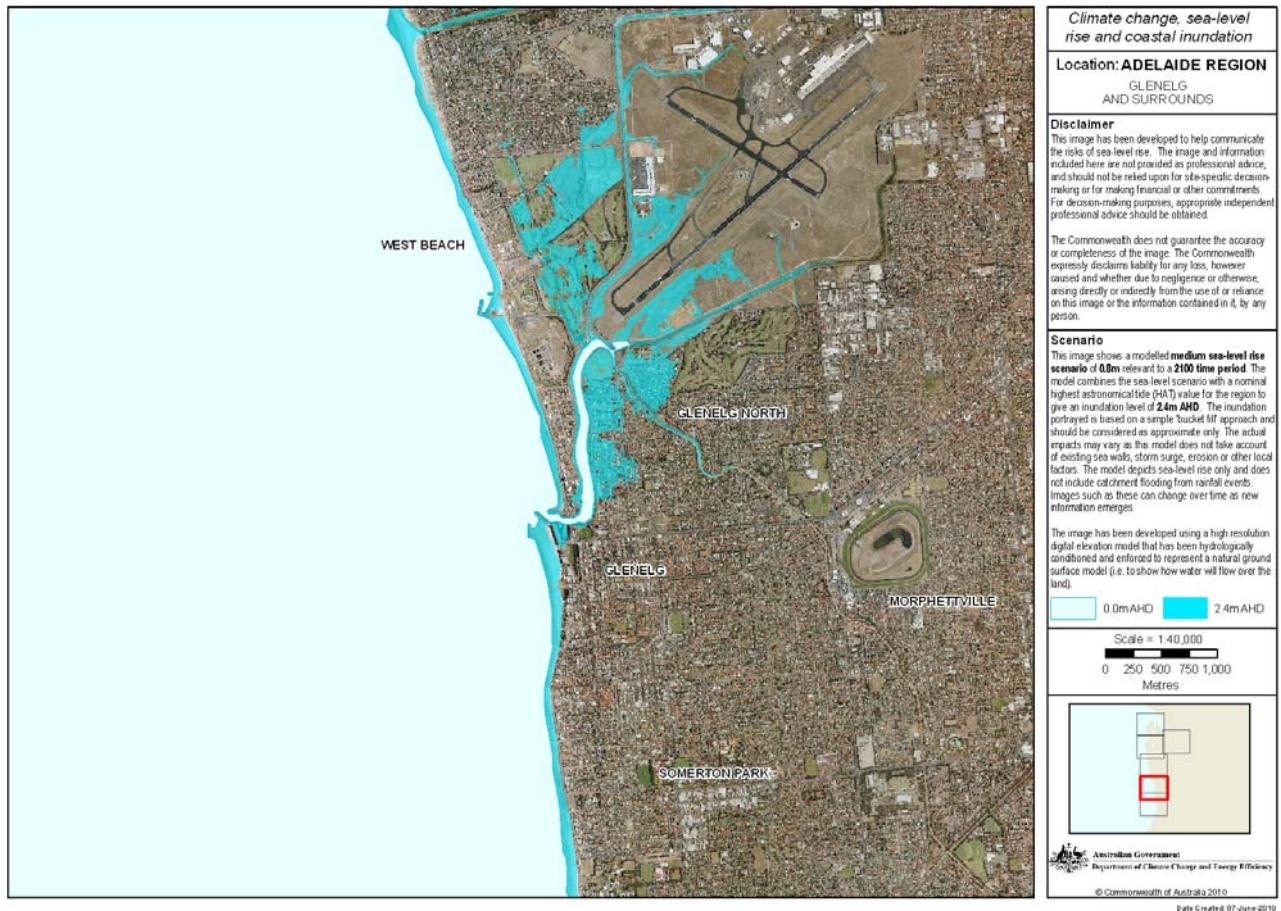 WEST BEACH
GLENELG NORTH
GLENELG
MORPHETTVILLE
SOMERTON PARK
Climate change, sea-level
rise and coastal inundation
Location: ADELAIDE REGION
GLENELG
AND SURROUNDS
Disclaimer
This image has been developed to help communicate
the risks of sea-level rise. The image and information
included here are not provided as professional advice,
and should not be relied upon for site-specific decision-
making or for making financial or other commitments.
For decision-making purposes, appropriate independent
professional advice should be obtained.
The Commonwealth does not guarantee the accuracy
or completeness of the image. The Commonwealth
expressly disclaims liability for any loss, however
caused and whether due to negligence or otherwise,
arising directly or indirectly from the use of or reliance
on this image or the information contained in it, by any
person.
Scenario
This image shows a modelled medium sea-level rise
scenario of 0.8m relevant to a 2100 time period. The
model combines the sea-level scenario with a nominal
highest astronomical tide (HAT) value for the region to
give an inundation level of 2.4m AHD. The inundation
portrayed is based on a simple 'bucket fill' approach and
should be considered as approximate only. The actual
impacts may vary as this model does not take account
of existing sea walls, storm surge, erosion or other local
factors. The model depicts sea-level rise only and does
not include catchment flooding from rainfall events.
Images such as these can change over time as new
information emerges.
The image has been developed using a high resolution
digital elevation model that has been hydrologically
conditioned and enforced to represent a natural ground
surface model (i.e. to show how water will flow over the
land).
0.0m AHD 2.4m AHD
Scale = 1:40,000
0 250 500 750 1,000
Metres
Australian Government
Department of Climate Change and Energy Efficiency
© Commonwealth of Australia 2010
Date Created: 07-June-2010